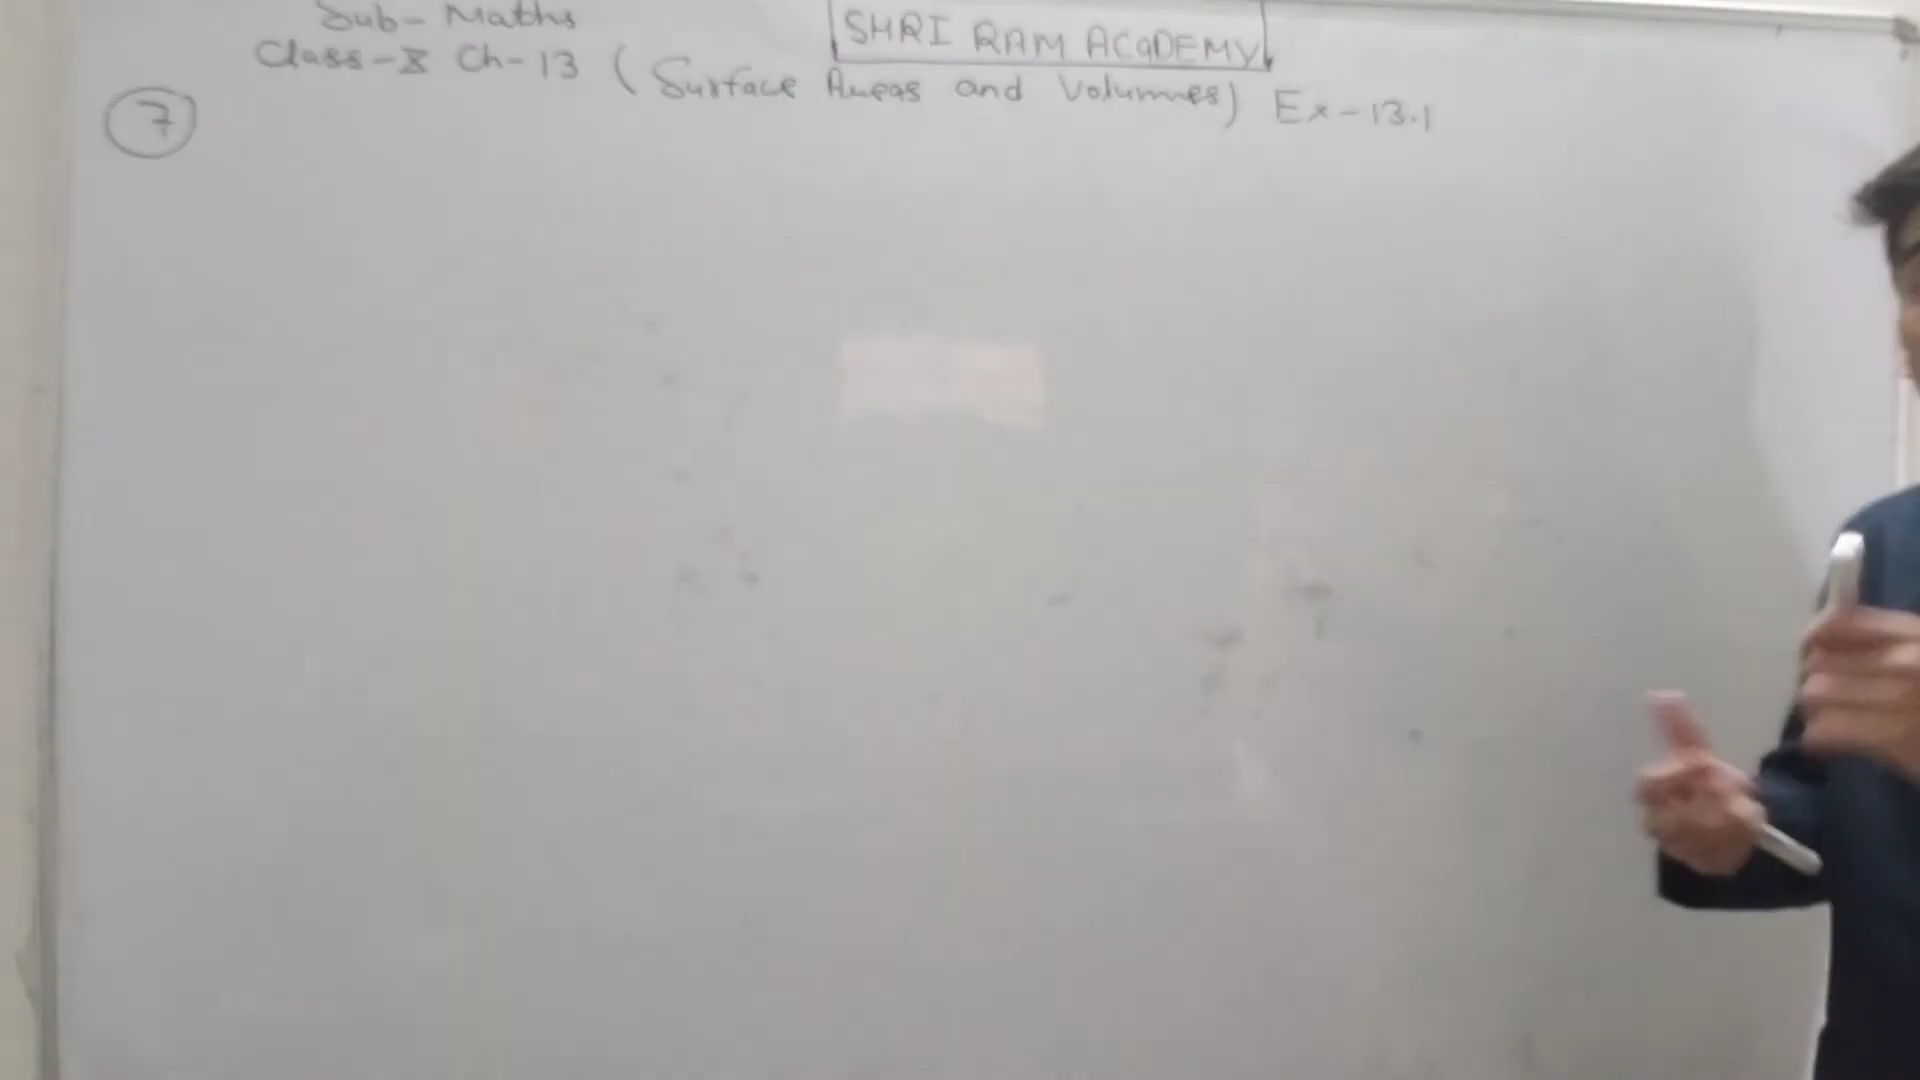 Sub- Maths
SHRI RAM ACADEMY
Class-X Ch-13 (Surface Areas and Volumes) Ex-13.1
7